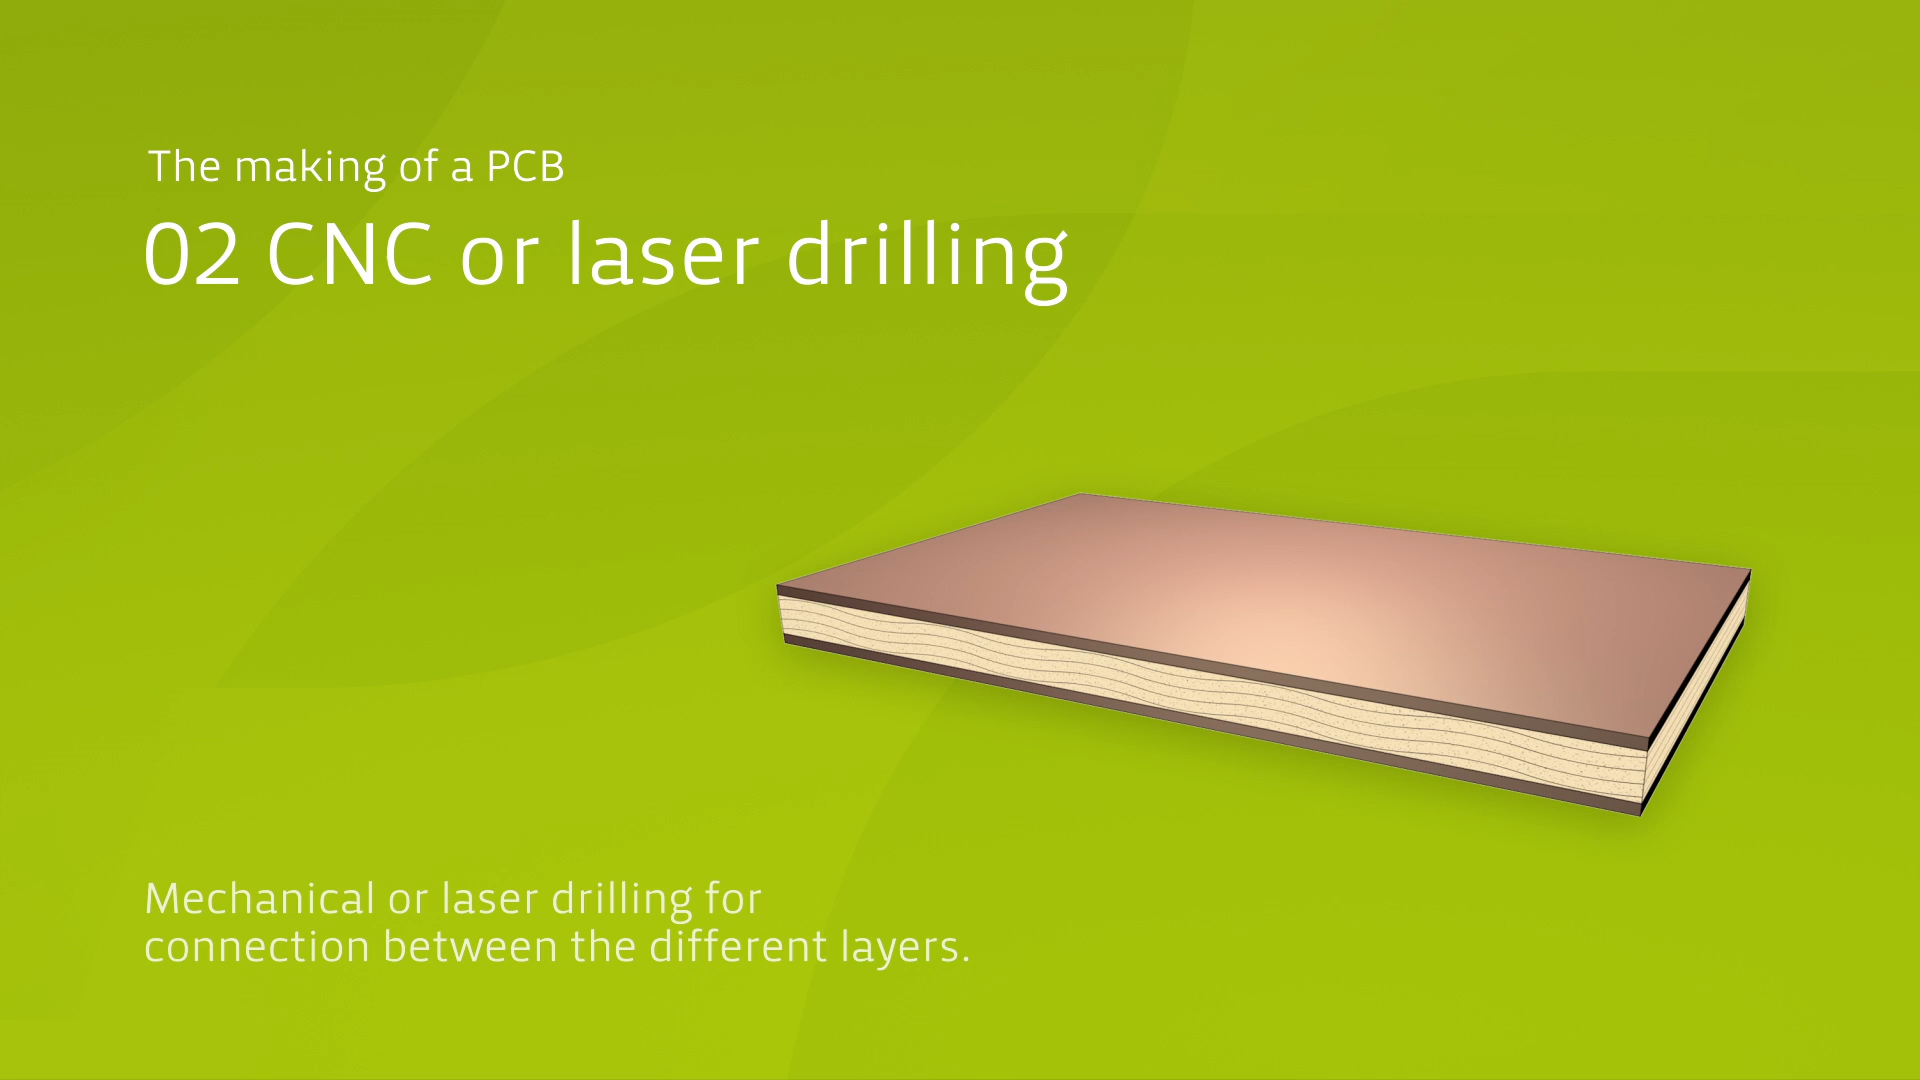 The making of a PCB
02 CNC or laser drilling
Mechanical or laser drilling for
connection between the different layers.